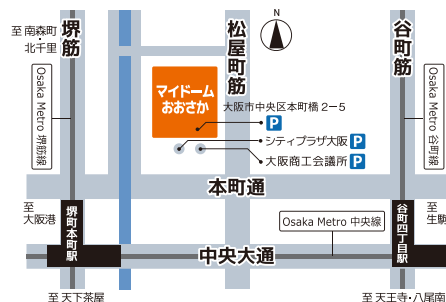 至 南森町
・
北千里
堺筋
松屋町筋
N
谷町筋
マイドーム
おおさか
大阪市中央区本町橋 2−5
P
シティプラザ大阪 P
大阪商工会議所 P
Osaka Metro 堺筋線
Osaka Metro 谷町線
本町通
至
大阪港
堺町本町駅
Osaka Metro 中央線
谷町四丁目駅
至
生駒
中央大通
至 天下茶屋
至 天王寺・八尾南